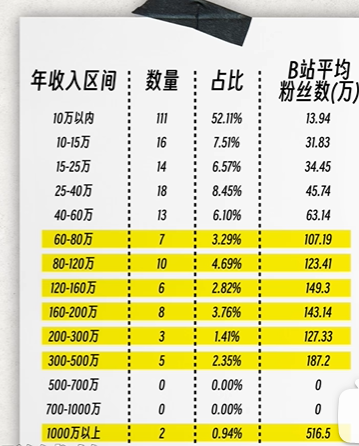 年收入区间 数量 占比 B站平均粉丝数(万)
10万以内 111 52.11% 13.94
10-15万 16 7.51% 31.83
15-25万 14 6.57% 34.45
25-40万 18 8.45% 45.74
40-60万 13 6.10% 63.14
60-80万 7 3.29% 107.19
80-120万 10 4.69% 123.41
120-160万 6 2.82% 149.3
160-200万 8 3.76% 143.14
200-300万 3 1.41% 127.33
300-500万 5 2.35% 187.2
500-700万 0 0.00% 0
700-1000万 0 0.00% 0
1000万以上 2 0.94% 516.5